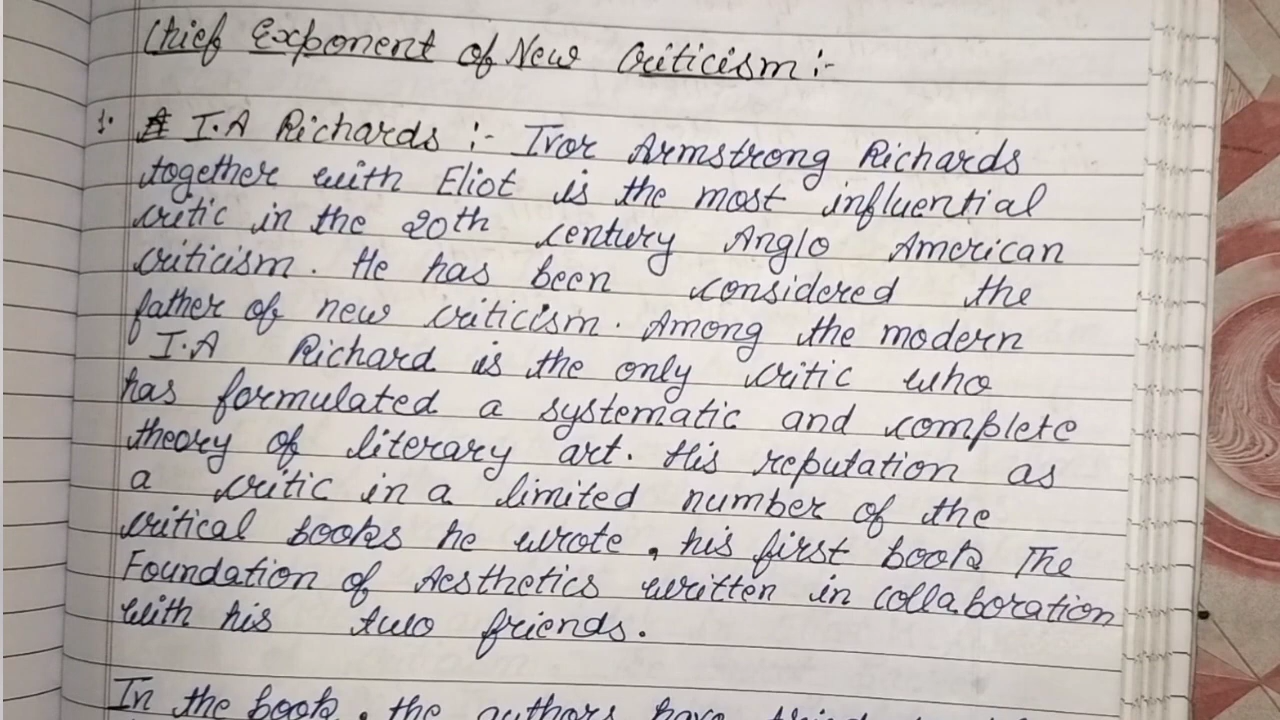 Chief Exponent of New Criticism :-
1. I.A Richards :- Ivor Armstrong Richards
together with Eliot is the most influential
critic in the 20th century Anglo American
criticism. He has been considered the
father of new criticism. Among the modern
I.A Richard is the only critic who
has formulated a systematic and complete
theory of literary art. His reputation as
a critic in a limited number of the
critical books he wrote, his first book The
Foundation of Aesthetics written in collaboration
with his two friends.
In the book, the authors have